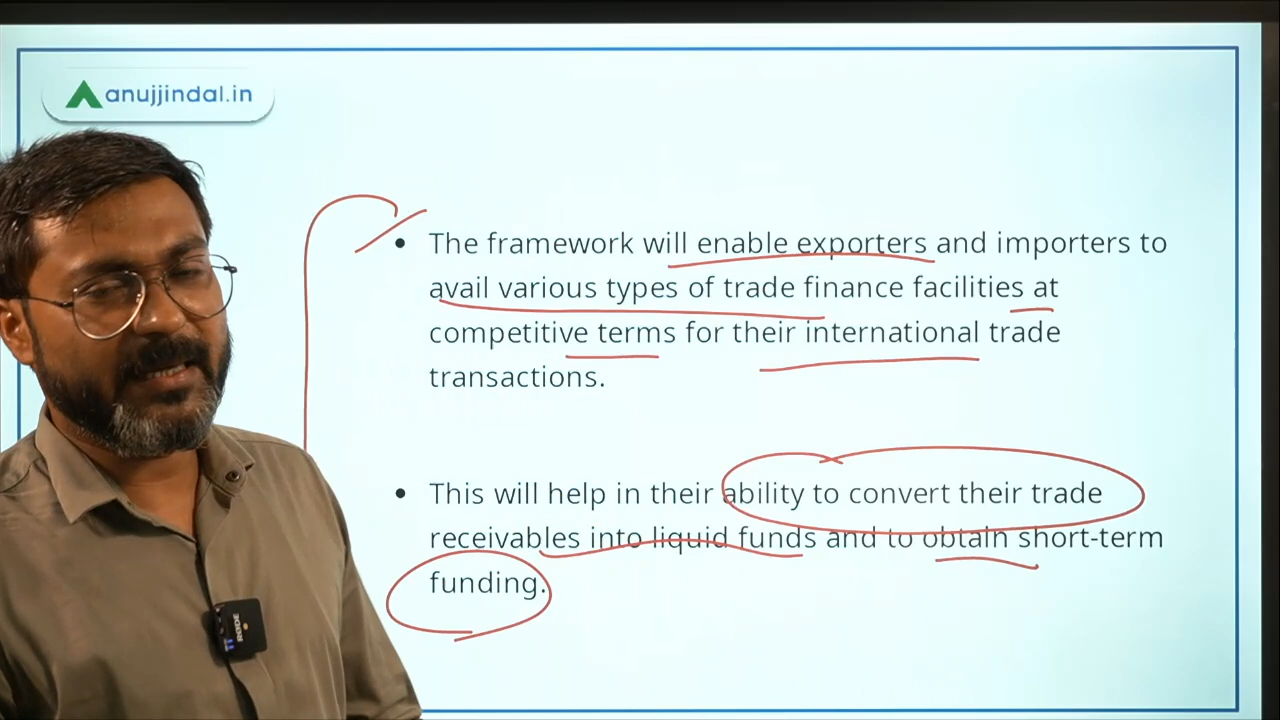 anujjindal.in
• The framework will enable exporters and importers to
avail various types of trade finance facilities at
competitive terms for their international trade
transactions.
• This will help in their ability to convert their trade
receivables into liquid funds and to obtain short-term
funding.
RØDE